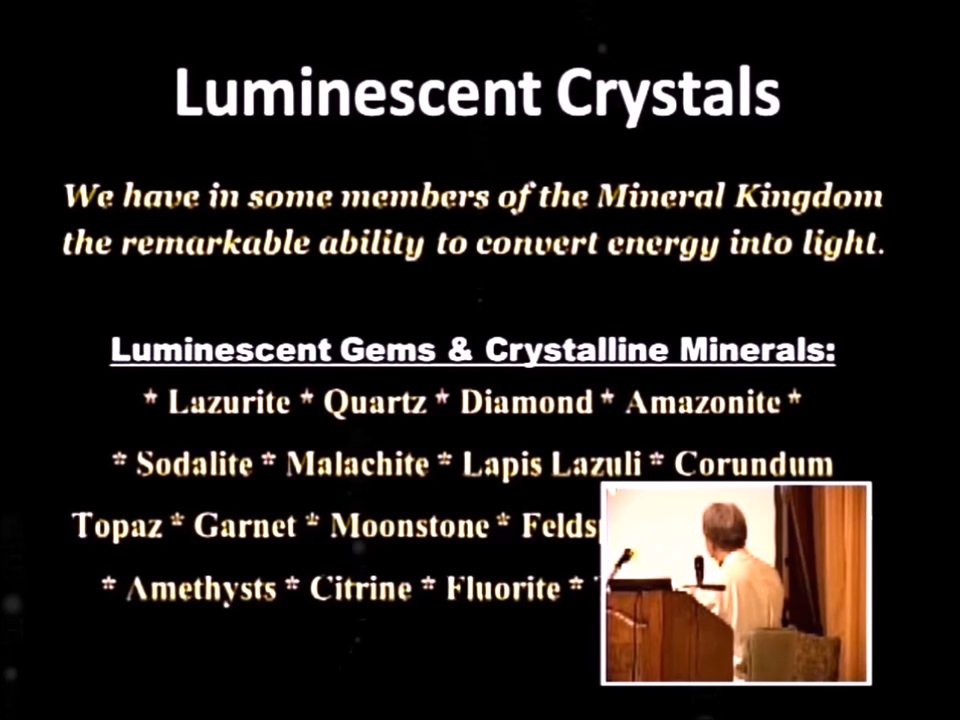 Luminescent Crystals
We have in some members of the Mineral Kingdom
the remarkable ability to convert energy into light.
Luminescent Gems & Crystalline Minerals:
* Lazurite * Quartz * Diamond * Amazonite *
* Sodalite * Malachite * Lapis Lazuli * Corundum
Topaz * Garnet * Moonstone *
* Amethysts * Citrine * Fluorite *